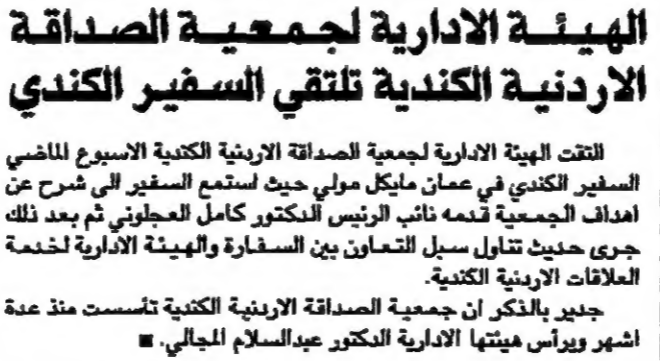 الهيئة الادارية لجمعية الصداقة
الاردنية الكندية تلتقي السفير الكندي
التقت الهيئة الادارية لجمعية الصداقة الاردنية الكندية الاسبوع الماضي
السفير الكندي في عمان مايكل مولي حيث استمع السفير الى شرح عن
اهداف الجمعية قدمه نائب الرئيس الدكتور كامل العجلوني ثم بعد ذلك
جرى حديث تناول سبل التعاون بين السفارة والهيئة الادارية لخدمة
العلاقات الاردنية الكندية.
جدير بالذكر ان جمعية الصداقة الاردنية الكندية تأسست منذ عدة
اشهر ويرأس هيئتها الادارية الدكتور عبدالسلام المجالي. ■